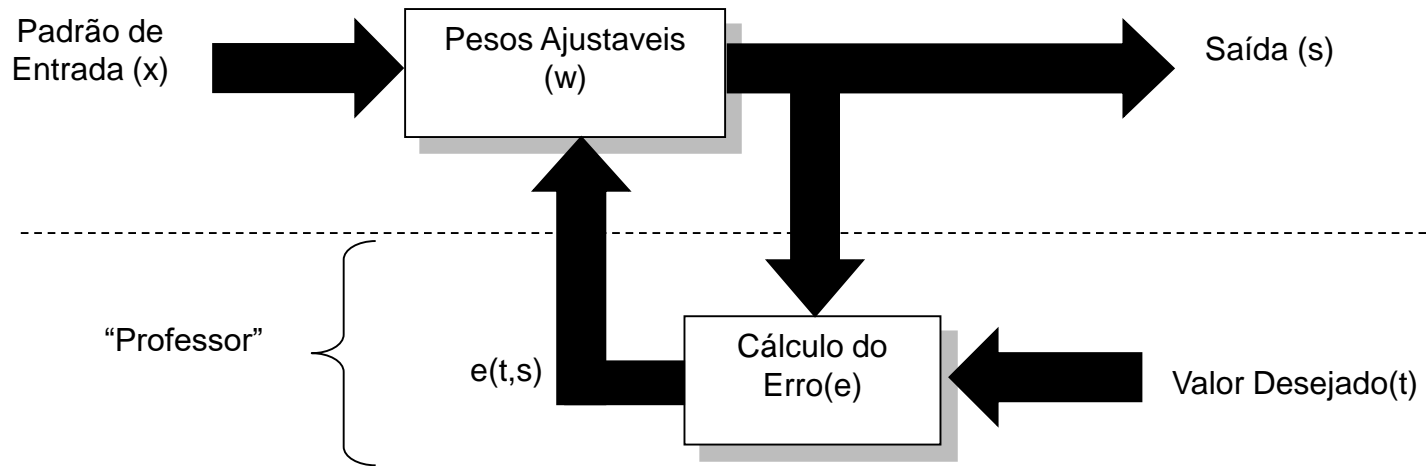 Padrão de
Entrada (x)
Pesos Ajustaveis
(w)
Saída (s)
“Professor”
e(t,s)
Cálculo do
Erro(e)
Valor Desejado(t)